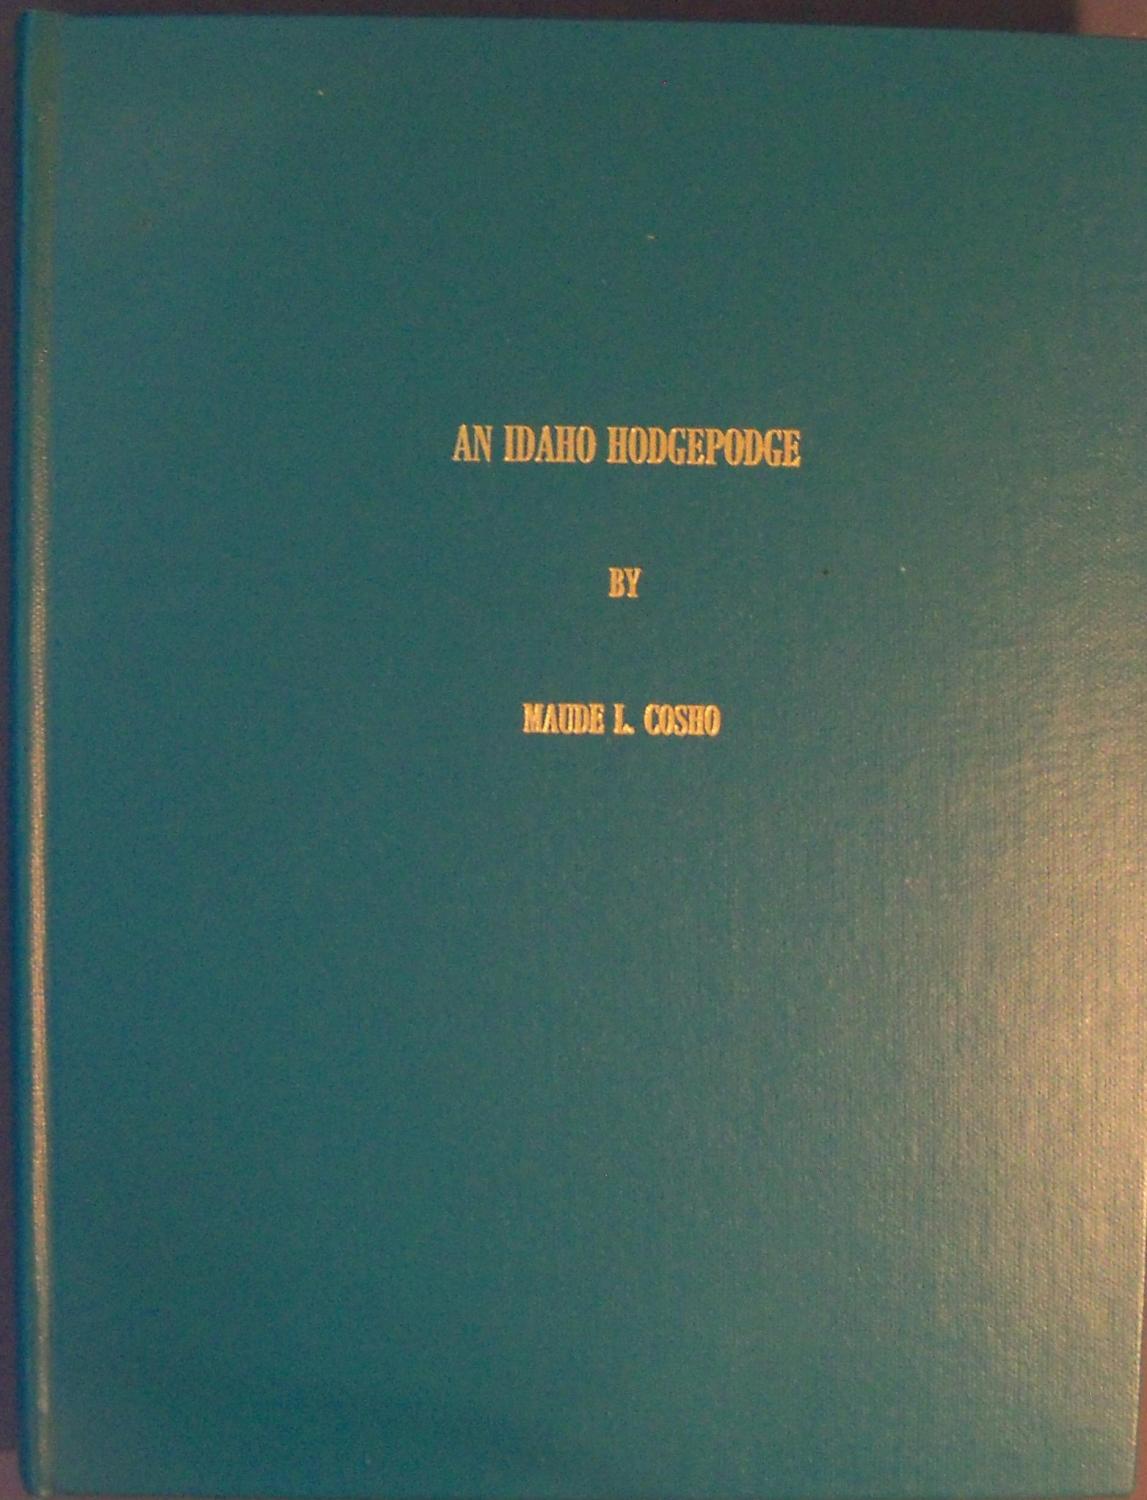 AN IDAHO HODGEPODGE
BY
MAUDE L. COSHO